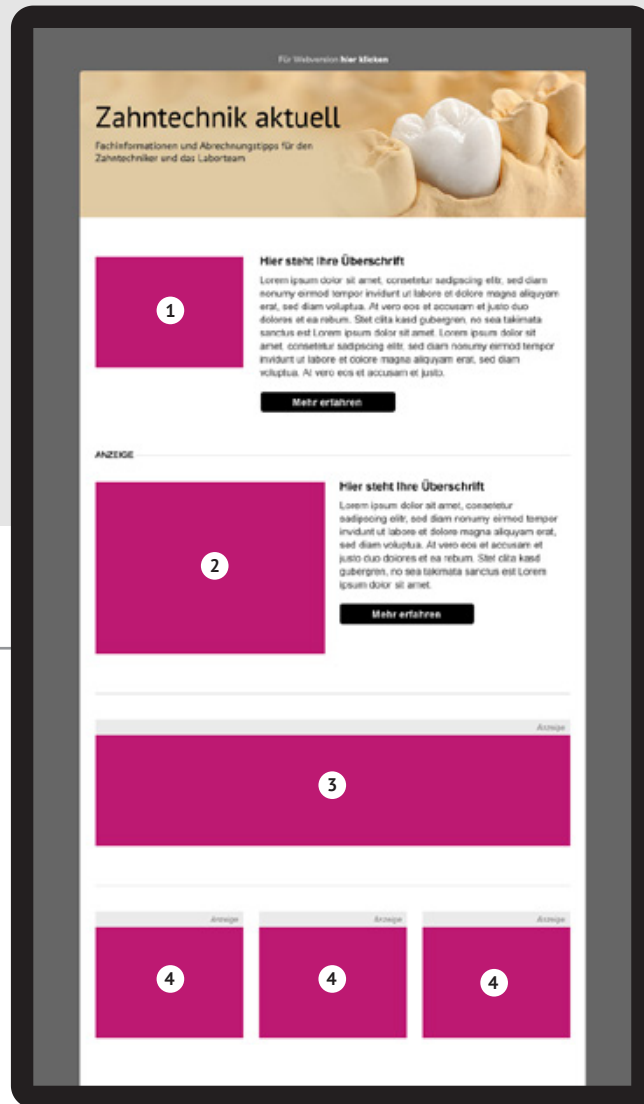 Für Webversion hier klicken
Zahntechnik aktuell
Fachinformationen und Abrechnungstipps für den
Zahntechniker und das Laborteam
1
Hier steht Ihre Überschrift
Lorem ipsum dolor sit amet, consetetur sadipscing elitr, sed diam
nonumy eirmod tempor invidunt ut labore et dolore magna aliquyam
erat, sed diam voluptua. At vero eos et accusam et justo duo
dolores et ea rebum. Stet clita kasd gubergren, no sea takimata
sanctus est Lorem ipsum dolor sit amet. Lorem ipsum dolor sit
amet, consetetur sadipscing elitr, sed diam nonumy eirmod tempor
invidunt ut labore et dolore magna aliquyam erat, sed diam
voluptua. At vero eos et accusam et justo.
Mehr erfahren
ANZEIGE
2
Hier steht Ihre Überschrift
Lorem ipsum dolor sit amet, consetetur
sadipscing elitr, sed diam nonumy eirmod tempor
invidunt ut labore et dolore magna aliquyam erat,
sed diam voluptua. At vero eos et accusam et
justo duo dolores et ea rebum. Stet clita kasd
gubergren, no sea takimata sanctus est Lorem
ipsum dolor sit amet.
Mehr erfahren
Anzeige
3
Anzeige Anzeige Anzeige
4 4 4